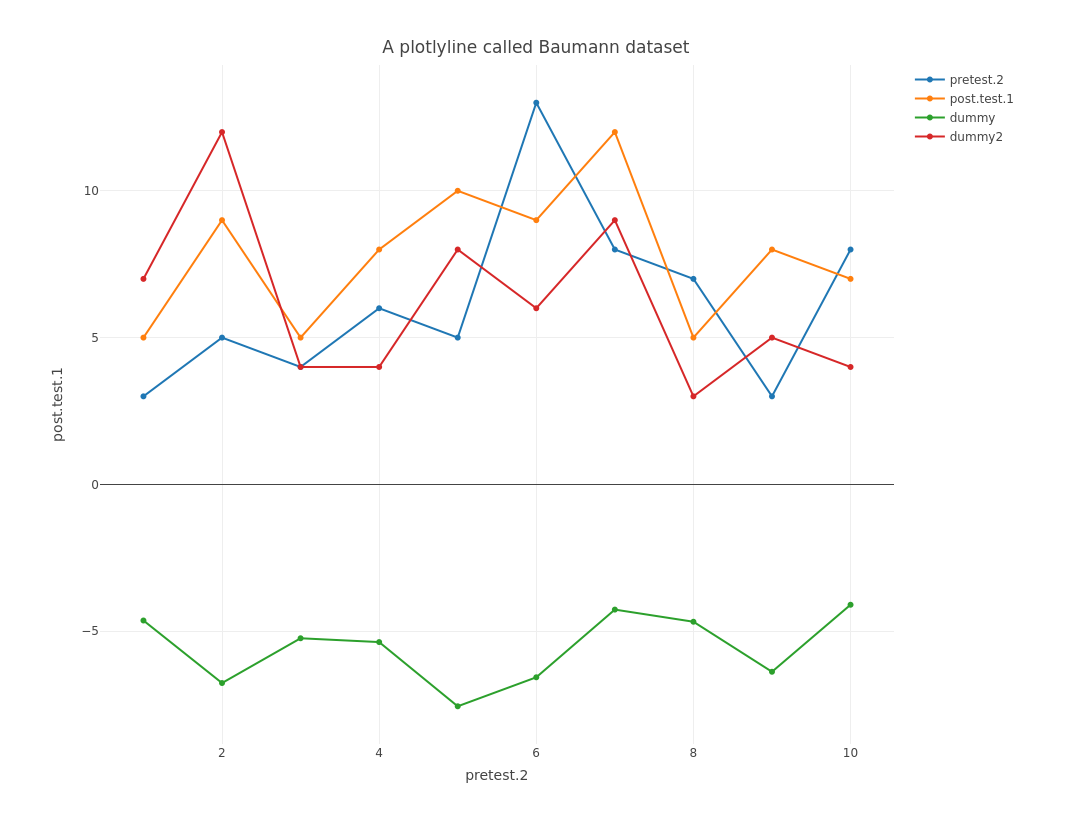 A plotlyline called Baumann dataset
pretest.2
post.test.1
dummy
dummy2
10
5
0
−5
post.test.1
2
4
6
8
10
pretest.2